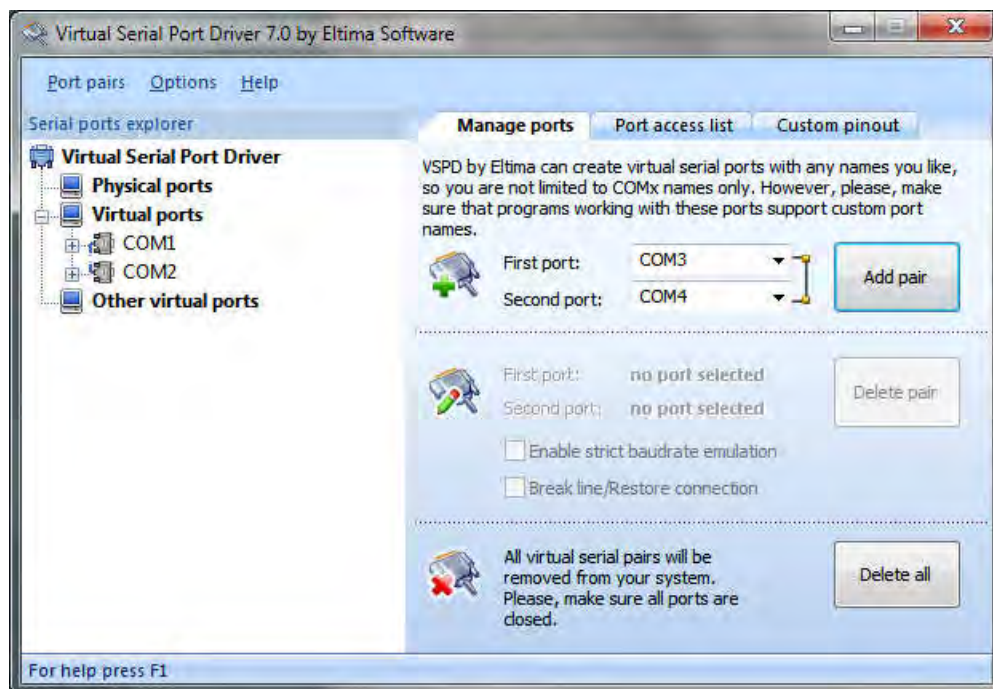 Virtual Serial Port Driver 7.0 by Eltima Software
Port pairs Options Help
Serial ports explorer
Virtual Serial Port Driver
Physical ports
Virtual ports
COM1
COM2
Other virtual ports
Manage ports Port access list Custom pinout
VSPD by Eltima can create virtual serial ports with any names you like,
so you are not limited to COMx names only. However, please, make
sure that programs working with these ports support custom port
names.
First port: COM3
Second port: COM4
Add pair
First port: no port selected
Second port: no port selected
Delete pair
Enable strict baudrate emulation
Break line/Restore connection
All virtual serial pairs will be
removed from your system.
Please, make sure all ports are
closed.
Delete all
For help press F1